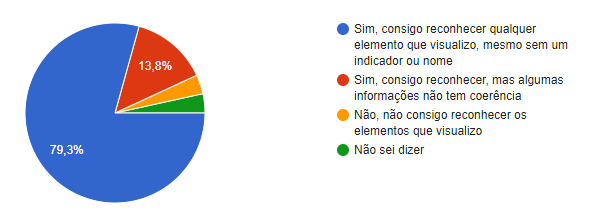 Sim, consigo reconhecer qualquer
elemento que visualizo, mesmo sem um
indicador ou nome
13,8%
Sim, consigo reconhecer, mas algumas
informações não tem coerência
Não, não consigo reconhecer os
elementos que visualizo
79,3%
Não sei dizer